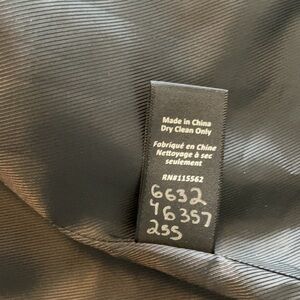 Made in China
Dry Clean Only
Fabriqué en Chine
Nettoyage à sec
seulement
RN#115562
6632
46357
255